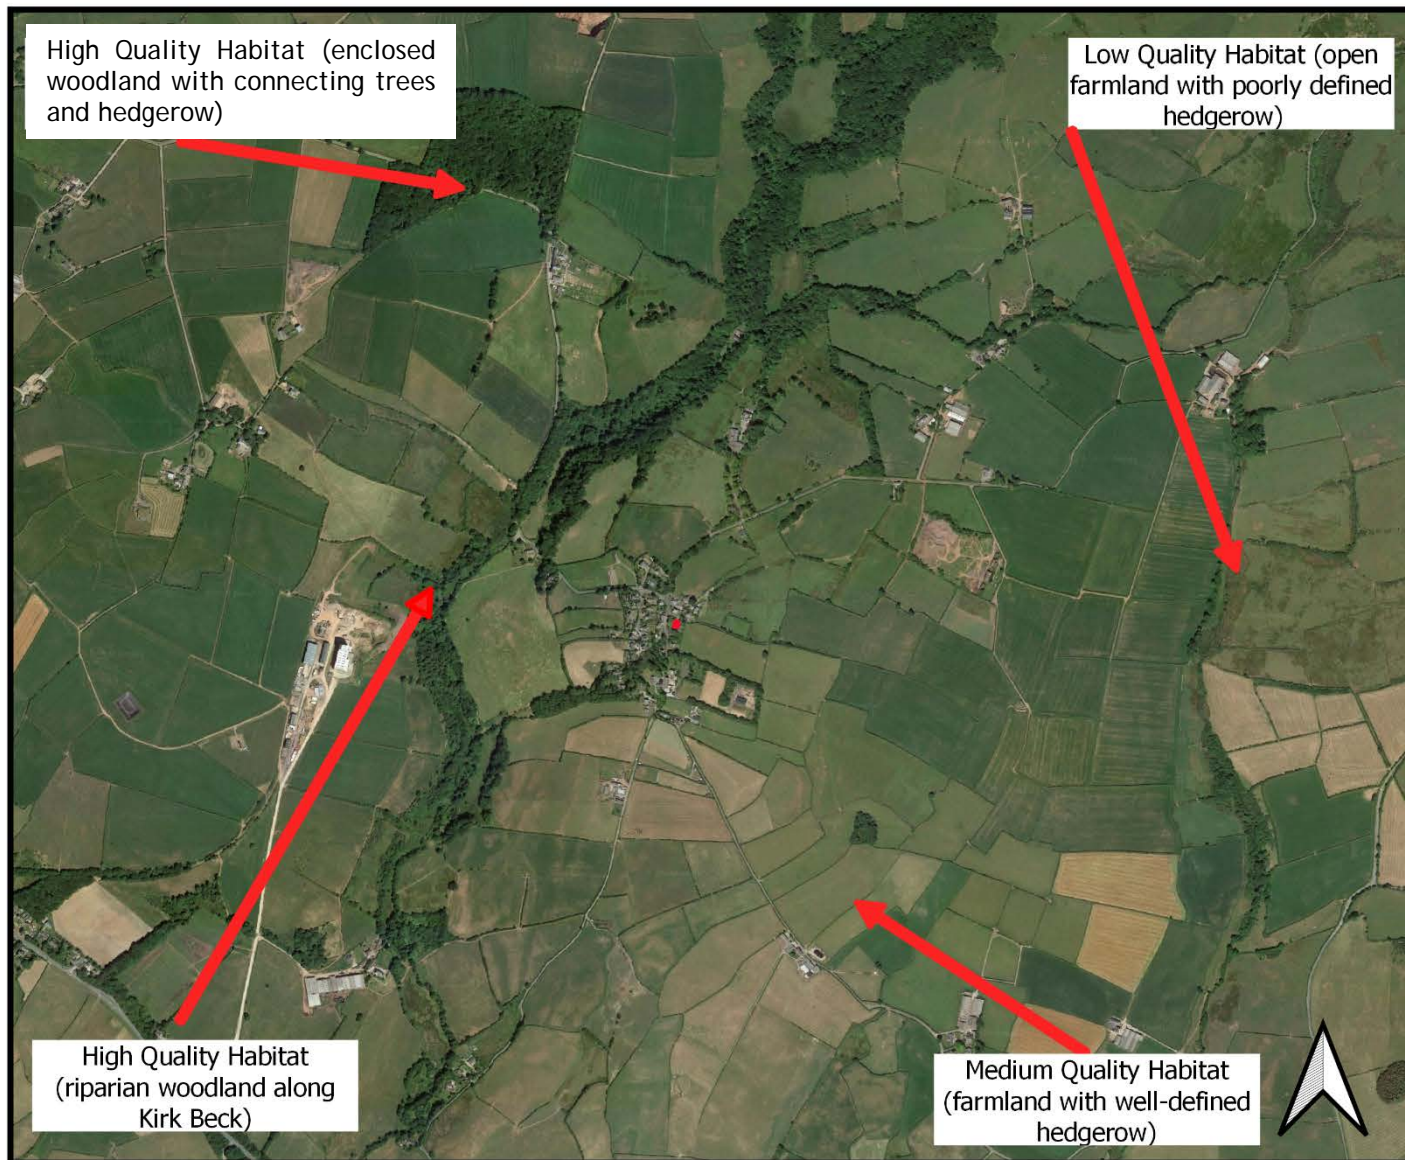 High Quality Habitat (enclosed
woodland with connecting trees
and hedgerow)
Low Quality Habitat (open
farmland with poorly defined
hedgerow)
High Quality Habitat
(riparian woodland along
Kirk Beck)
Medium Quality Habitat
(farmland with well-defined
hedgerow)